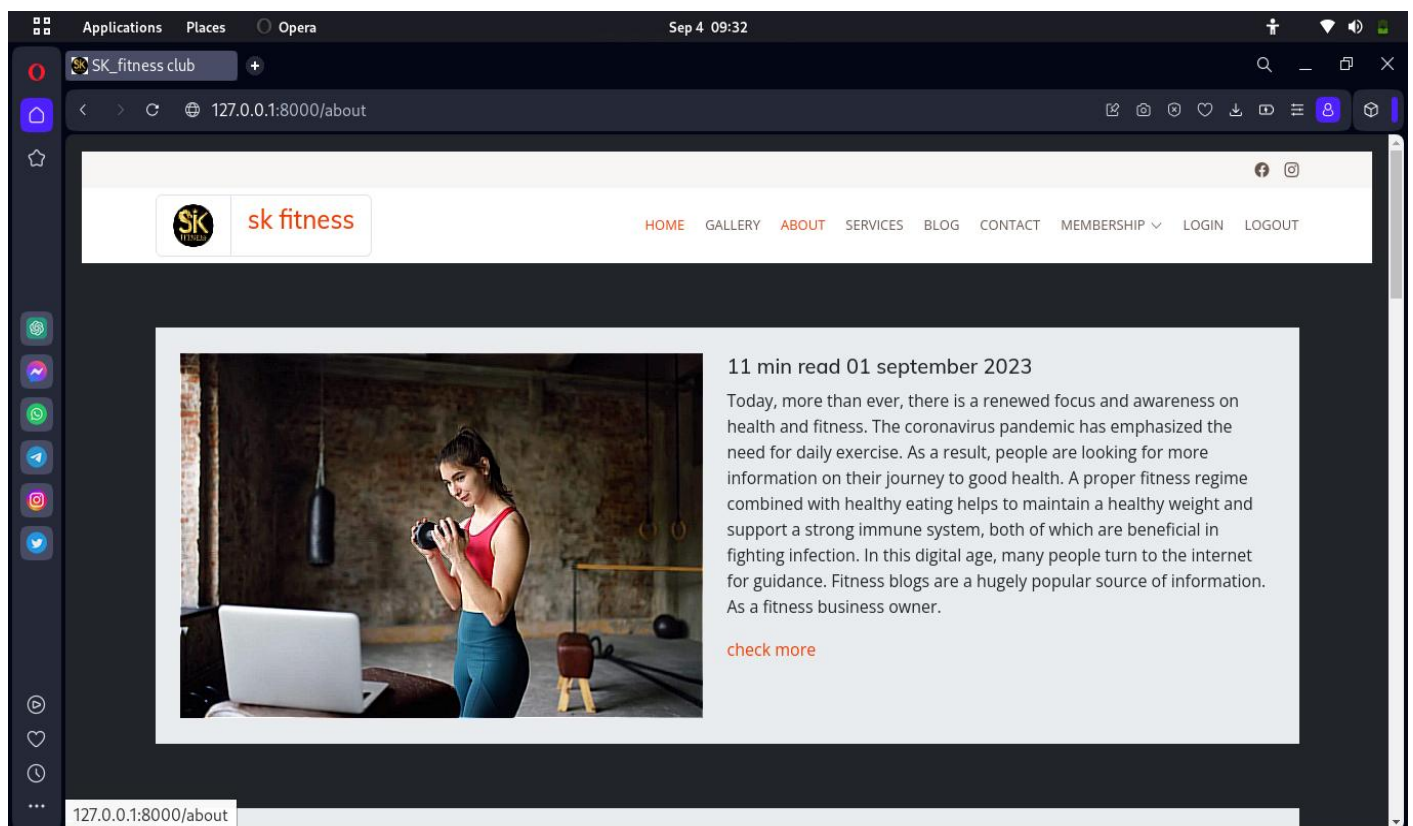 Applications Places Opera Sep 4 09:32
SK_fitness club
127.0.0.1:8000/about
SK
FITNESS
sk fitness
HOME GALLERY ABOUT SERVICES BLOG CONTACT MEMBERSHIP LOGIN LOGOUT
11 min read 01 september 2023
Today, more than ever, there is a renewed focus and awareness on
health and fitness. The coronavirus pandemic has emphasized the
need for daily exercise. As a result, people are looking for more
information on their journey to good health. A proper fitness regime
combined with healthy eating helps to maintain a healthy weight and
support a strong immune system, both of which are beneficial in
fighting infection. In this digital age, many people turn to the internet
for guidance. Fitness blogs are a hugely popular source of information.
As a fitness business owner.
check more
127.0.0.1:8000/about